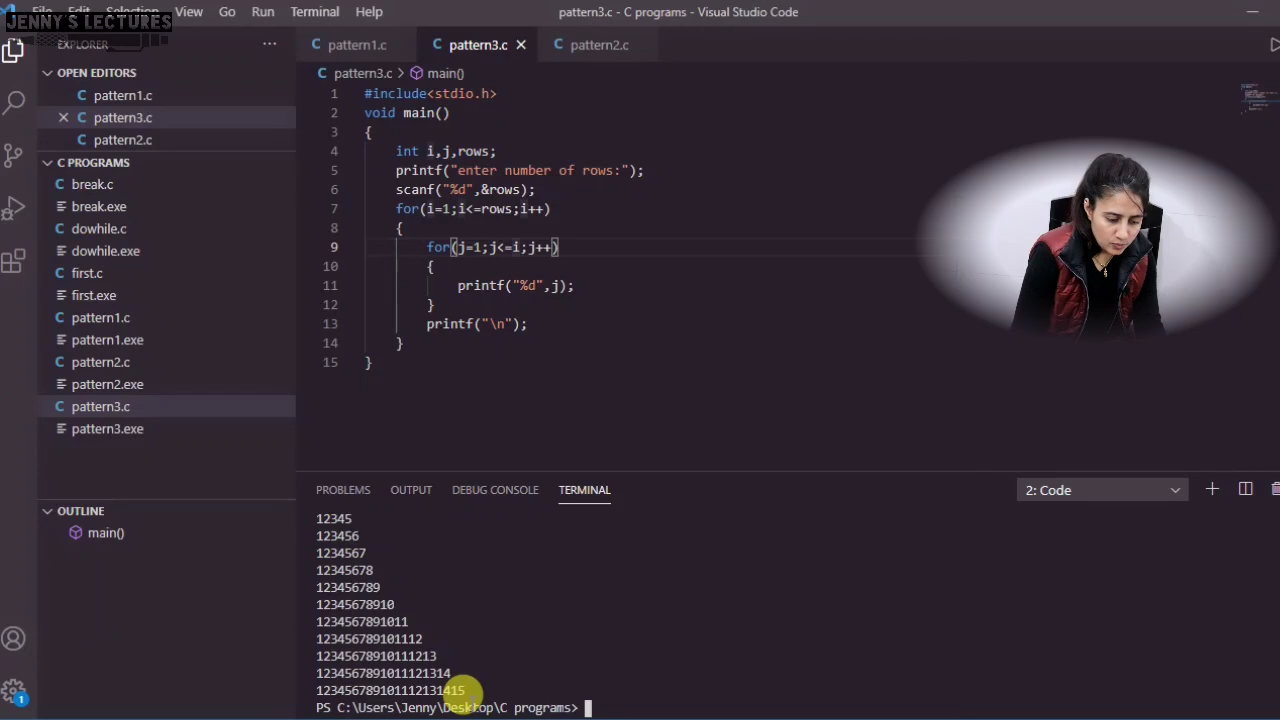 JENNY'S LECTURES
File Edit Selection View Go Run Terminal Help
pattern3.c - C programs - Visual Studio Code
EXPLORER
OPEN EDITORS
C pattern1.c
C pattern3.c
C pattern2.c
C PROGRAMS
C break.c
break.exe
C dowhile.c
dowhile.exe
C first.c
first.exe
C pattern1.c
pattern1.exe
C pattern2.c
pattern2.exe
C pattern3.c
pattern3.exe
OUTLINE
main()
1
C pattern1.c
C pattern3.c
C pattern2.c
C pattern3.c > main()
1 #include<stdio.h>
2 void main()
3 {
4 int i,j,rows;
5 printf("enter number of rows:");
6 scanf("%d",&rows);
7 for(i=1;i<=rows;i++)
8 {
9 for(j=1;j<=i;j++)
10 {
11 printf("%d",j);
12 }
13 printf("\n");
14 }
15 }
PROBLEMS OUTPUT DEBUG CONSOLE TERMINAL
2: Code
12345
123456
1234567
12345678
123456789
12345678910
1234567891011
123456789101112
12345678910111213
1234567891011121314
123456789101112131415
PS C:\Users\Jenny\Desktop\C programs>